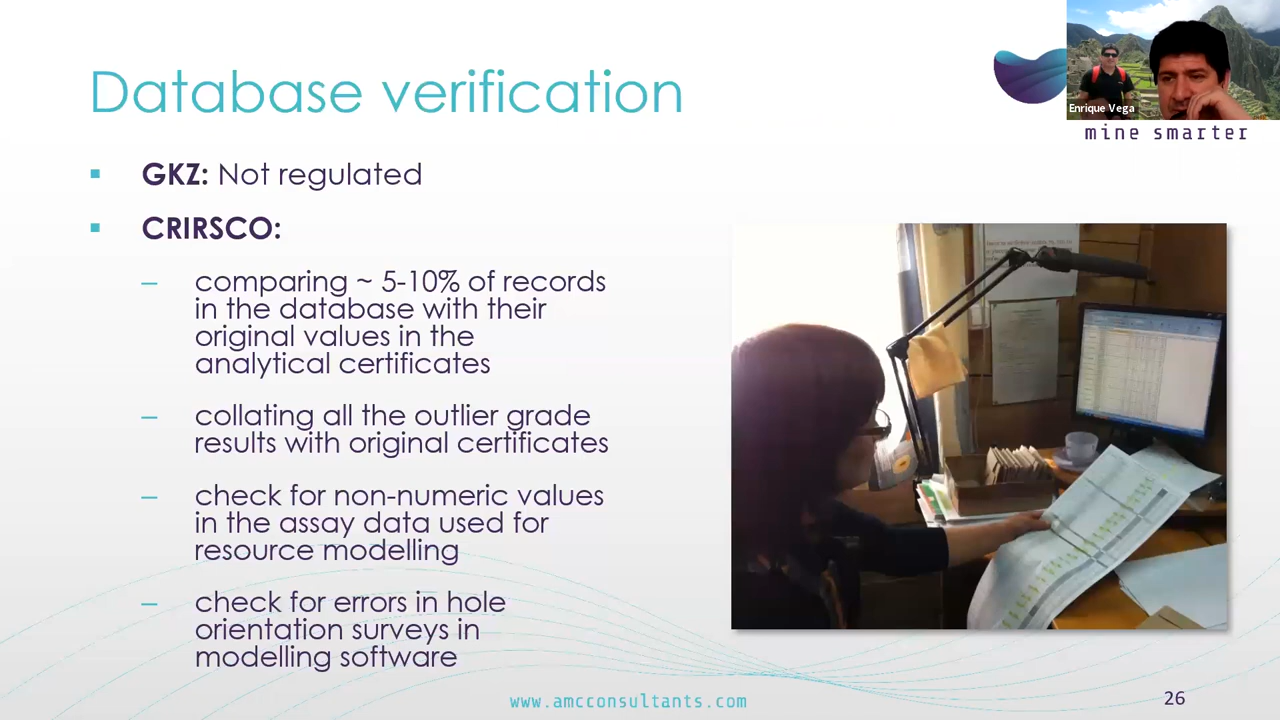 Database verification
Enrique Vega
mine smarter
▪ GKZ: Not regulated
▪ CRIRSCO:
– comparing ~ 5-10% of records
in the database with their
original values in the
analytical certificates
– collating all the outlier grade
results with original certificates
– check for non-numeric values
in the assay data used for
resource modelling
– check for errors in hole
orientation surveys in
modelling software
www.amcconsultants.com
26